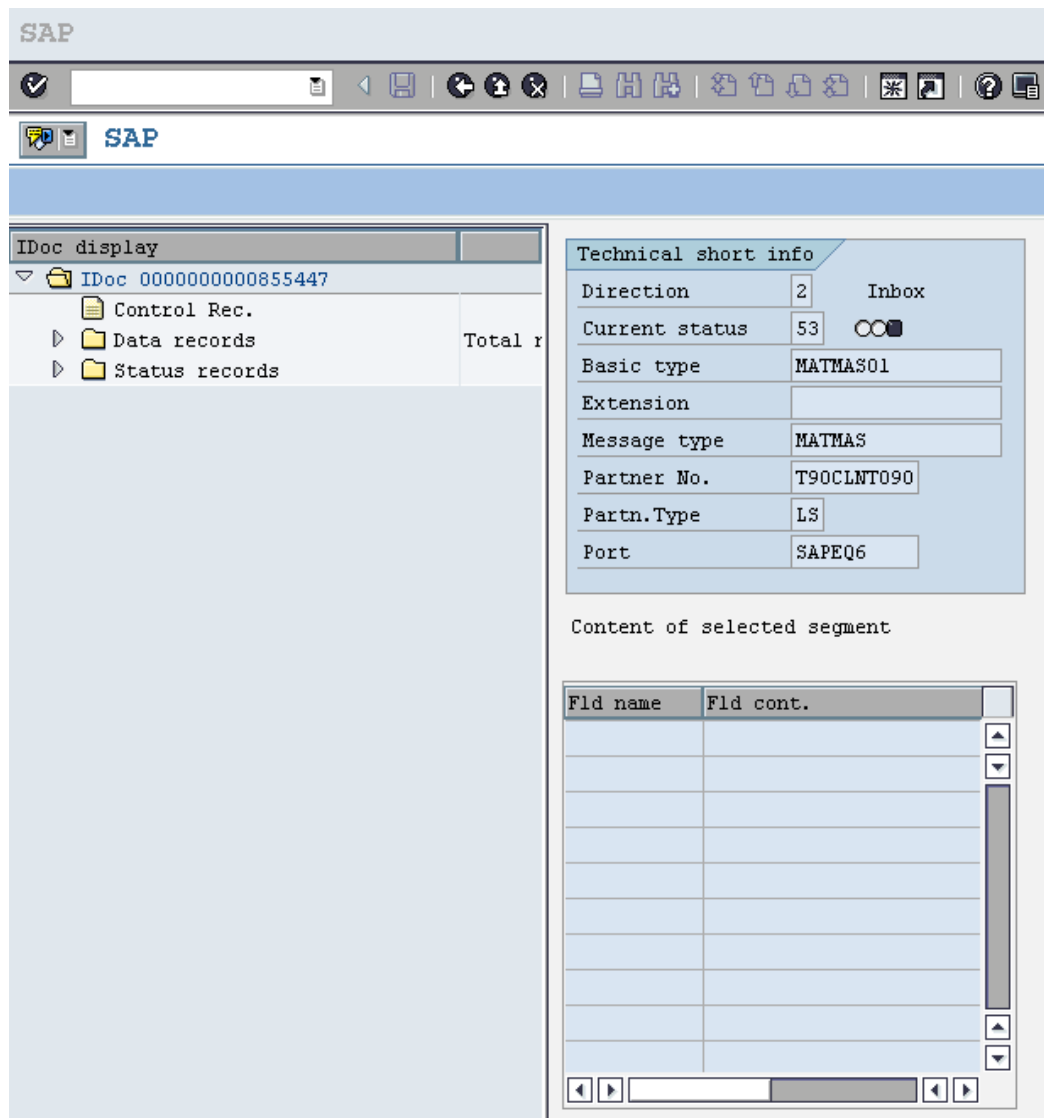 SAP
SAP
IDoc display
IDoc 0000000000855447
Control Rec.
Data records Total r
Status records
Technical short info
Direction 2 Inbox
Current status 53
Basic type MATMAS01
Extension
Message type MATMAS
Partner No. T90CLNT090
Partn.Type LS
Port SAPEQ6
Content of selected segment
Fld name Fld cont.